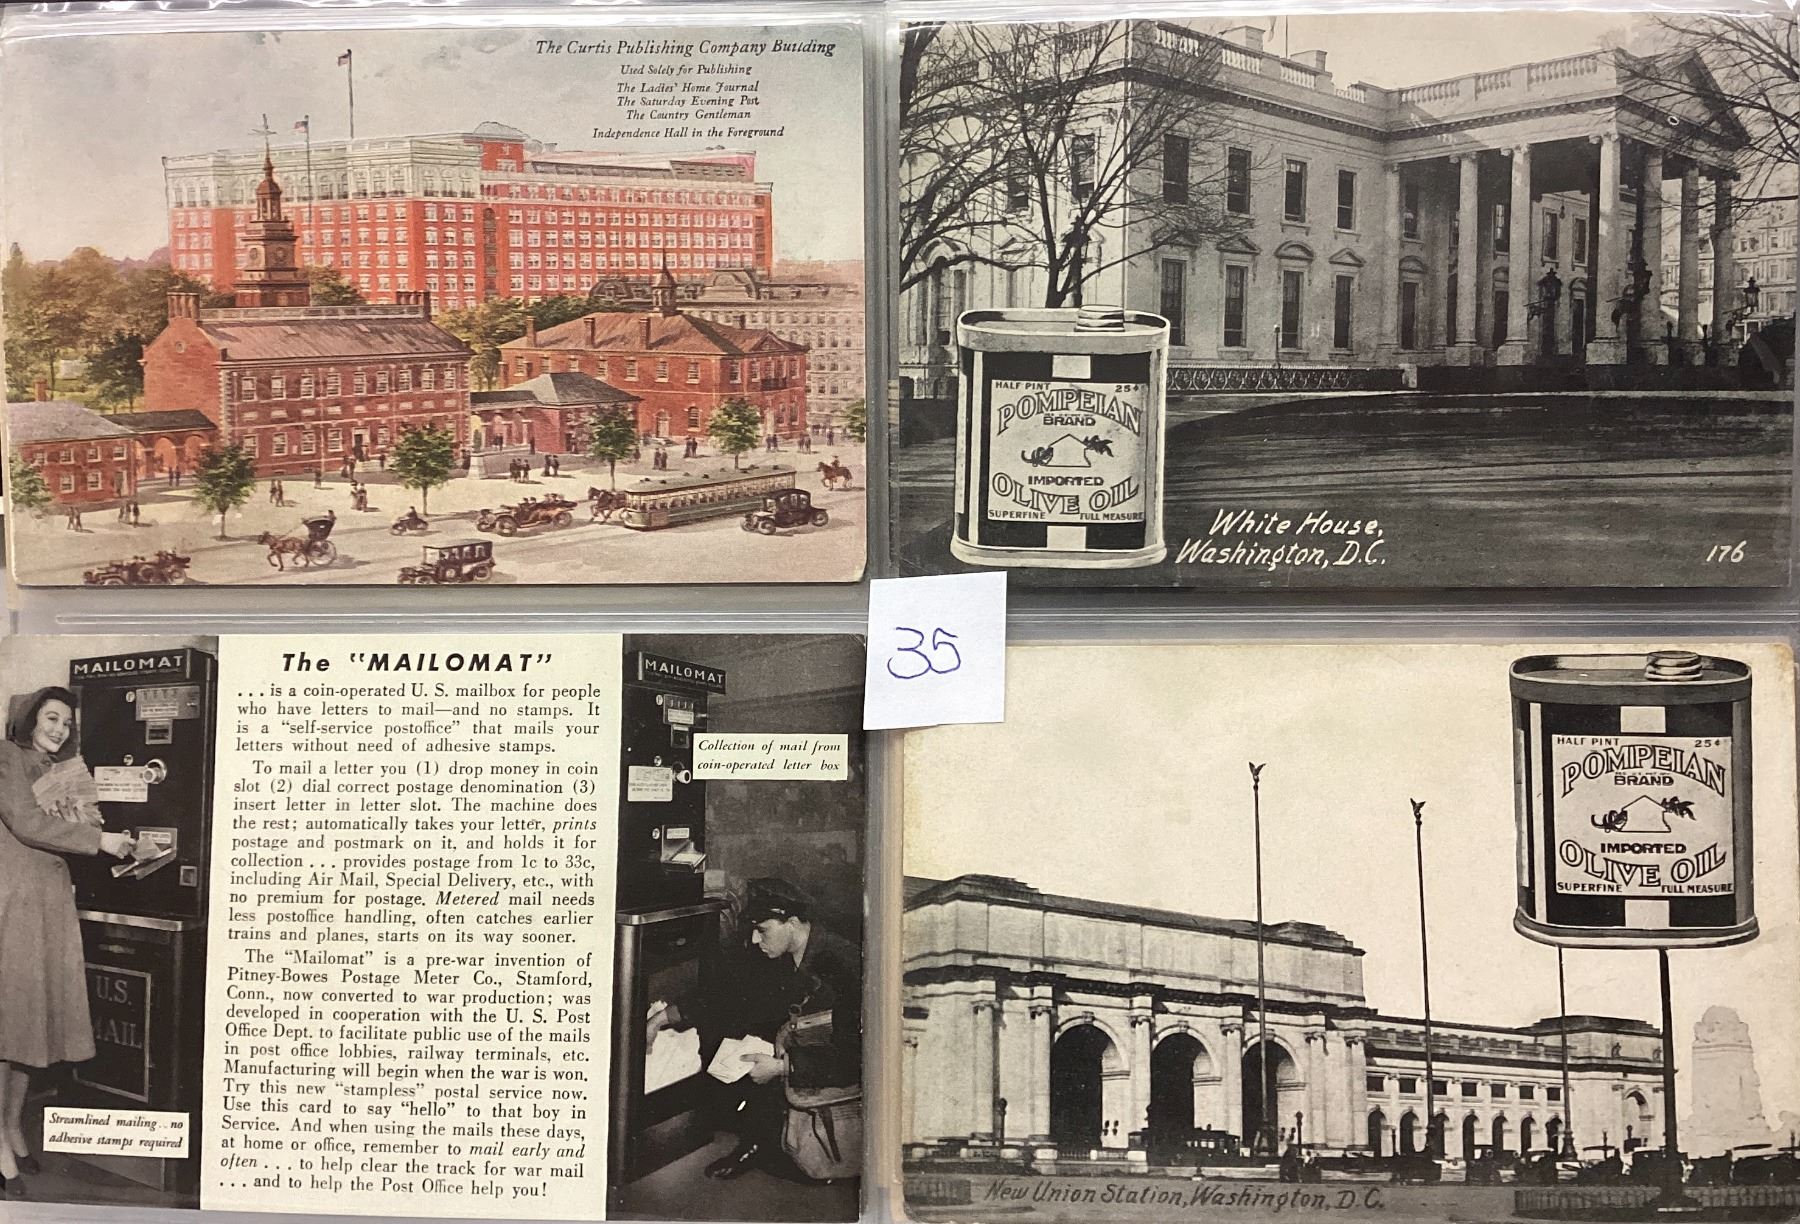 The Curtis Publishing Company Building
Used Solely for Publishing
The Ladies' Home Journal
The Saturday Evening Post
The Country Gentleman
Independence Hall in the Foreground
HALF PINT 25¢
POMPEIAN
BRAND
IMPORTED
OLIVE OIL
SUPERFINE FULL MEASURE
White House,
Washington, D.C.
176
35
MAILOMAT
U.S.
MAIL
Streamlined mailing.. no
adhesive stamps required
The "MAILOMAT"
... is a coin-operated U. S. mailbox for people
who have letters to mail—and no stamps. It
is a "self-service postoffice" that mails your
letters without need of adhesive stamps.
To mail a letter you (1) drop money in coin
slot (2) dial correct postage denomination (3)
insert letter in letter slot. The machine does
the rest; automatically takes your letter, prints
postage and postmark on it, and holds it for
collection ... provides postage from 1c to 33c,
including Air Mail, Special Delivery, etc., with
no premium for postage. Metered mail needs
less postoffice handling, often catches earlier
trains and planes, starts on its way sooner.
The "Mailomat" is a pre-war invention of
Pitney-Bowes Postage Meter Co., Stamford,
Conn., now converted to war production; was
developed in cooperation with the U. S. Post
Office Dept. to facilitate public use of the mails
in post office lobbies, railway terminals, etc.
Manufacturing will begin when the war is won.
Try this new "stampless" postal service now.
Use this card to say "hello" to that boy in
Service. And when using the mails these days,
at home or office, remember to mail early and
often ... to help clear the track for war mail
... and to help the Post Office help you!
MAILOMAT
Collection of mail from
coin-operated letter box
HALF PINT 25¢
POMPEIAN
BRAND
IMPORTED
OLIVE OIL
SUPERFINE FULL MEASURE
New Union Station, Washington, D.C.